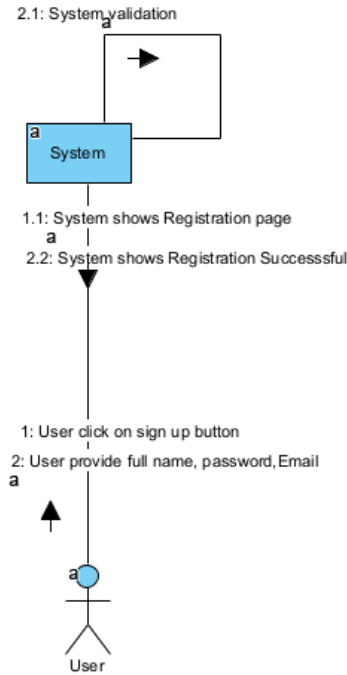 2.1: System validation
a
a
System
1.1: System shows Registration page
a
2.2: System shows Registration Successsful
1: User click on sign up button
2: User provide full name, password,Email
a
a
User